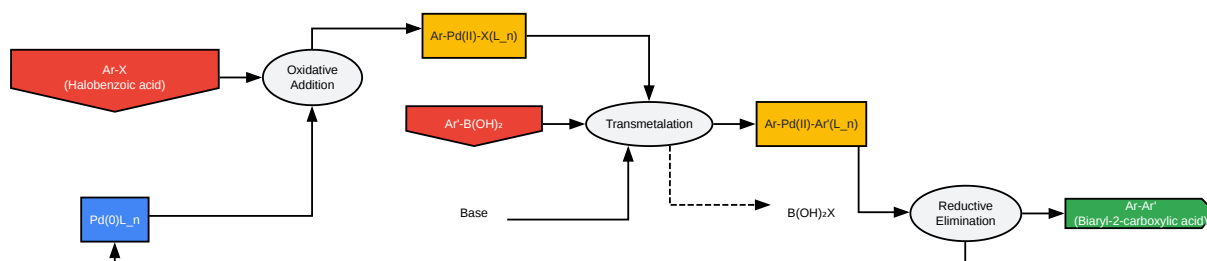 Ar-X
(Halobenzoic acid)
Oxidative
Addition
Ar-Pd(II)-X(L_n)
Ar'-B(OH)₂
Transmetalation
Ar-Pd(II)-Ar'(L_n)
Pd(0)L_n
Base
B(OH)₂X
Reductive
Elimination
Ar-Ar'
(Biaryl-2-carboxylic acid)